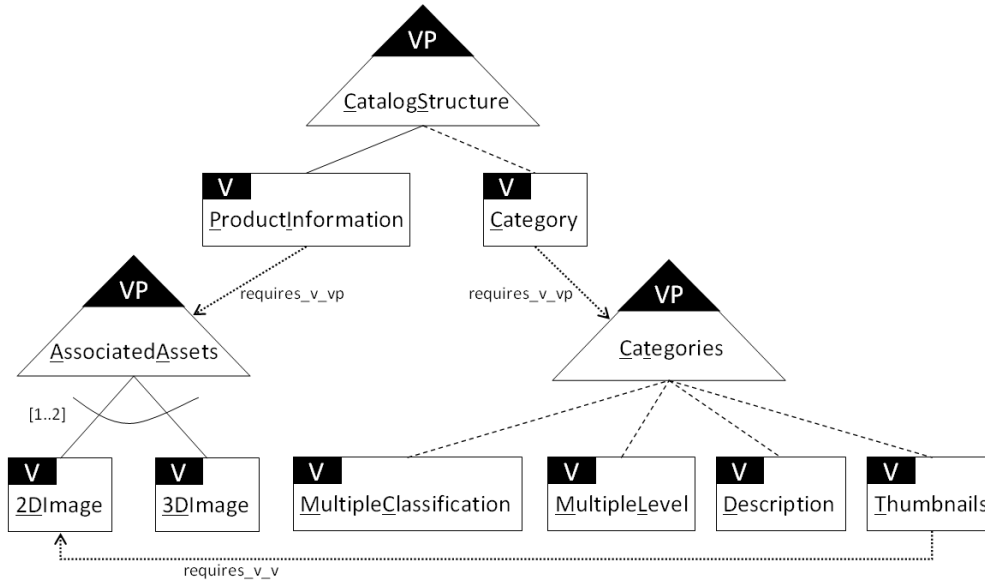 VP
CatalogStructure
V
ProductInformation
V
Category
requires_v_vp
requires_v_vp
VP
AssociatedAssets
VP
Categories
[1..2]
V
2DImage
V
3DImage
V
MultipleClassification
V
MultipleLevel
V
Description
V
Thumbnails
requires_v_v